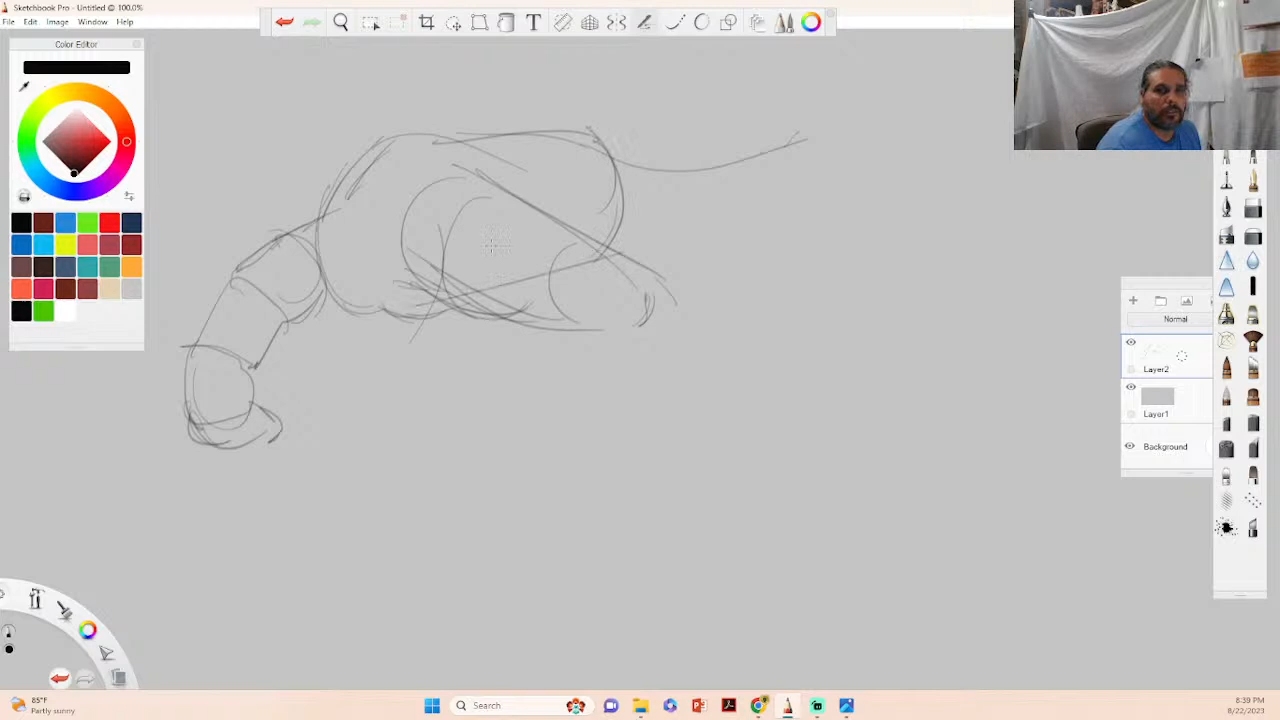 Sketchbook Pro - Untitled @ 100.0%
File Edit Image Window Help
T
Color Editor
Normal
Layer2
Layer1
Background
85°F
Partly sunny
Search
8:39 PM
8/22/2023